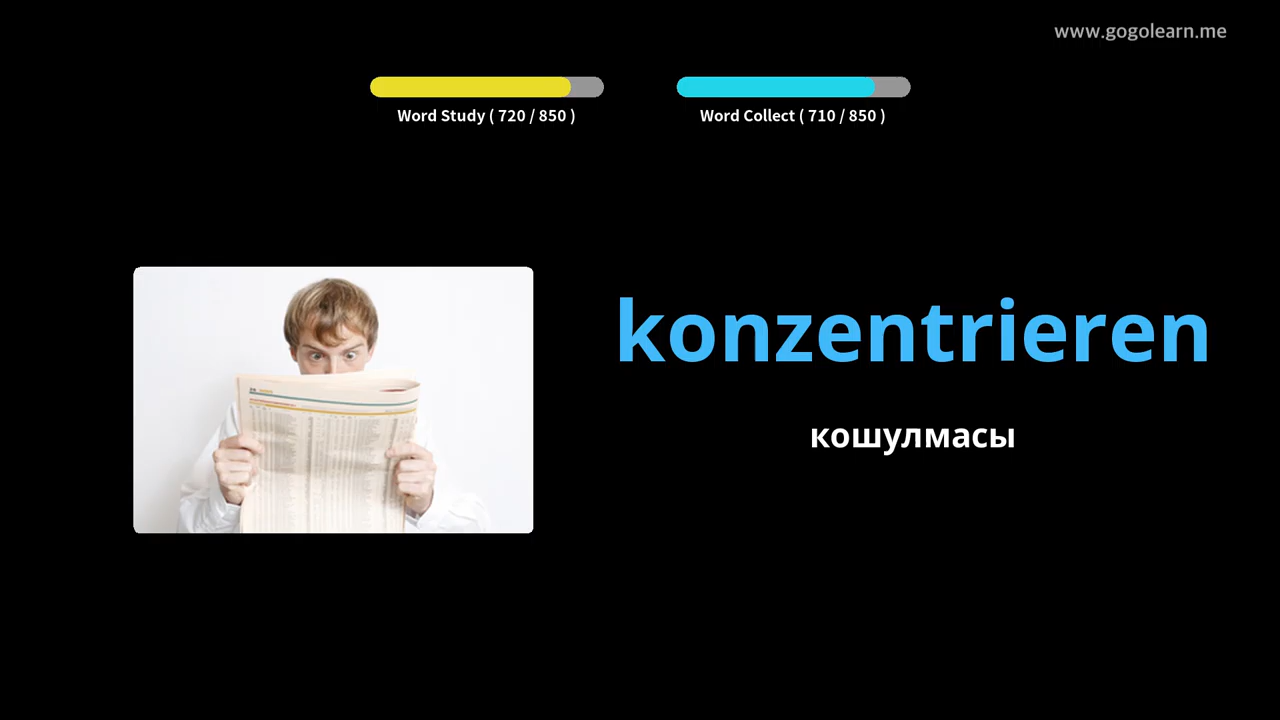 www.gogolearn.me
Word Study ( 720 / 850 )
Word Collect ( 710 / 850 )
konzentrieren
кошулмасы